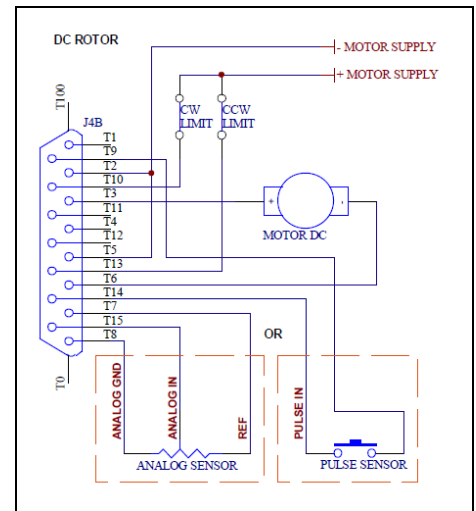 DC ROTOR
- MOTOR SUPPLY
+ MOTOR SUPPLY
T100
CW
LIMIT
CCW
LIMIT
J4B
T1
T9
T2
T10
T3
T11
T4
T12
T5
T13
T6
T14
T7
T15
T8
+
-
MOTOR DC
OR
T0
ANALOG GND
ANALOG IN
REF
ANALOG SENSOR
PULSE IN
PULSE SENSOR